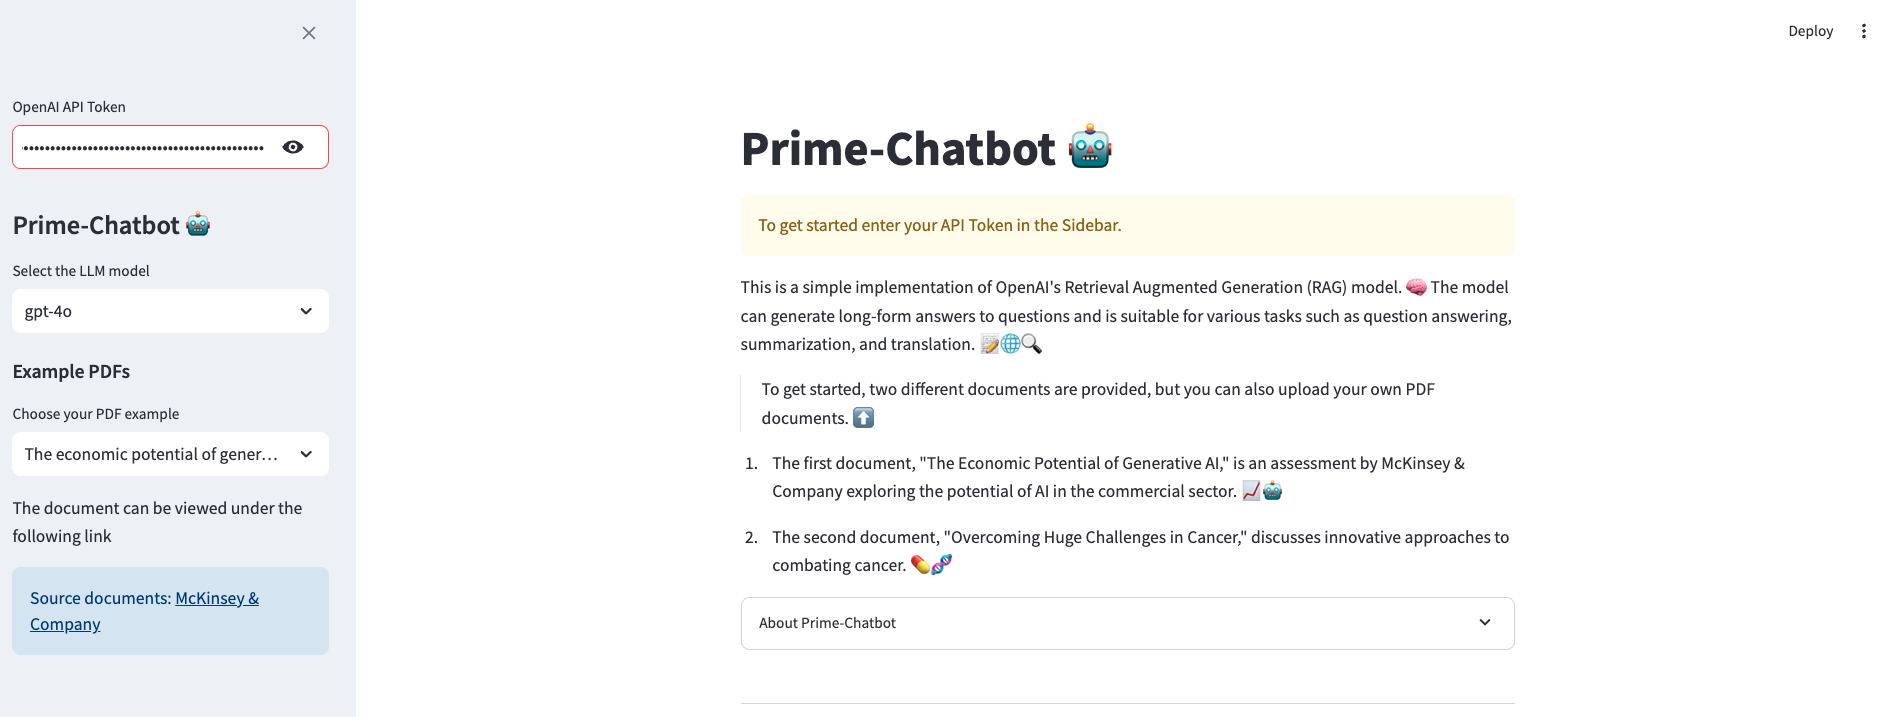 Deploy
OpenAI API Token
Prime-Chatbot
Select the LLM model
gpt-4o
Example PDFs
Choose your PDF example
The economic potential of gener...
The document can be viewed under the
following link
Source documents: McKinsey &
Company
Prime-Chatbot
To get started enter your API Token in the Sidebar.
This is a simple implementation of OpenAI's Retrieval Augmented Generation (RAG) model. 🧠 The model
can generate long-form answers to questions and is suitable for various tasks such as question answering,
summarization, and translation. 📝🌐🔍
To get started, two different documents are provided, but you can also upload your own PDF
documents. ⬆️
1. The first document, "The Economic Potential of Generative AI," is an assessment by McKinsey &
Company exploring the potential of AI in the commercial sector. 📈🤖
2. The second document, "Overcoming Huge Challenges in Cancer," discusses innovative approaches to
combating cancer. 💊🧬
About Prime-Chatbot